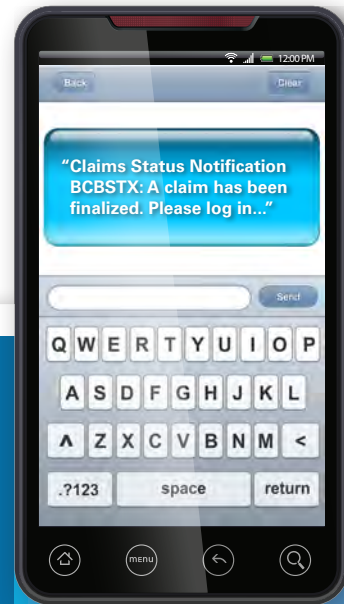 12:00 PM
Back Clear
“Claims Status Notification
BCBSTX: A claim has been
finalized. Please log in...”
Send
Q W E R T Y U I O P
A S D F G H J K L
^ Z X C V B N M <
.?123 space return
menu